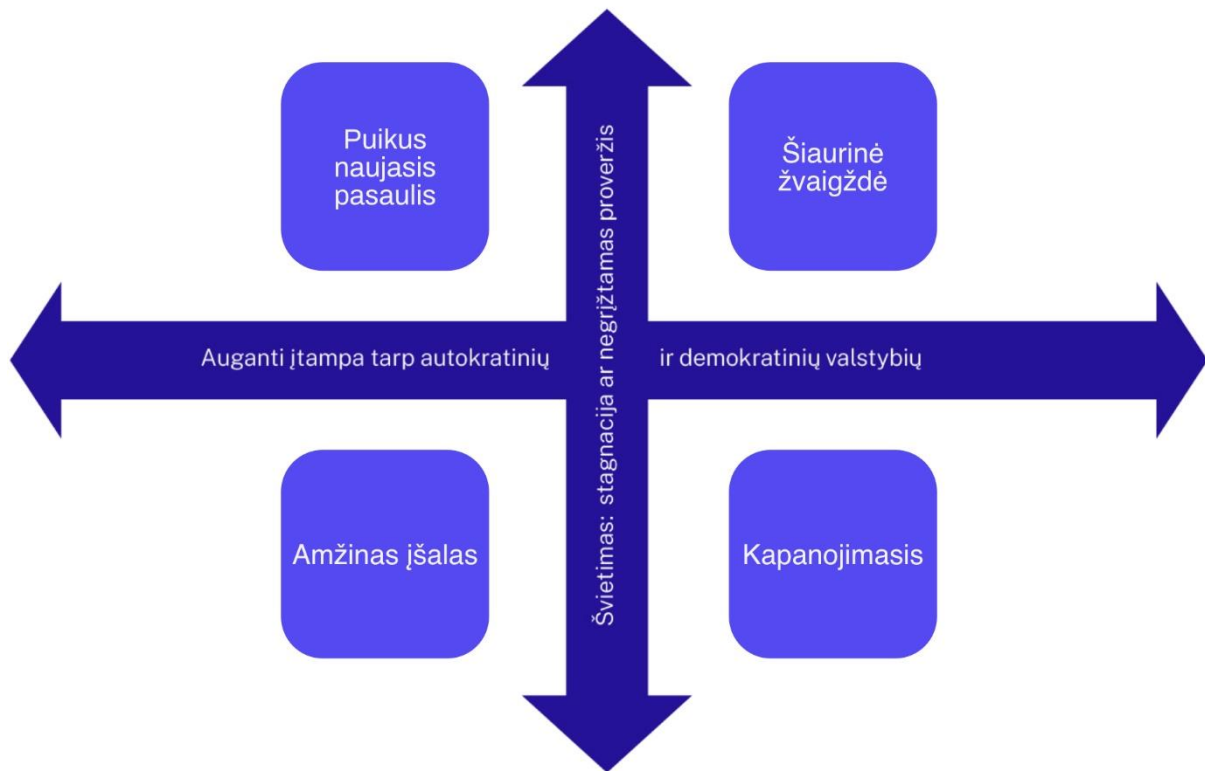 Puikus
naujasis
pasaulis
Šiaurinė
žvaigždė
Švietimas: stagnacija ar negrįžtamas proveržis
Auganti įtampa tarp autokratinių ir demokratinių valstybių
Amžinas įšalas
Kapanojimasis